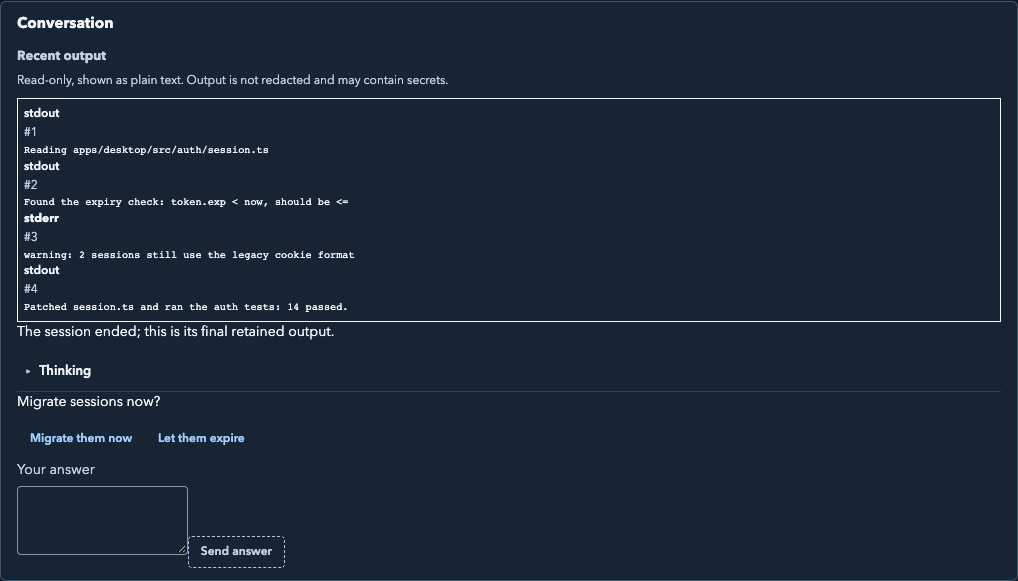 Conversation
Recent output
Read-only, shown as plain text. Output is not redacted and may contain secrets.
stdout
#1
Reading apps/desktop/src/auth/session.ts
stdout
#2
Found the expiry check: token.exp < now, should be <=
stderr
#3
warning: 2 sessions still use the legacy cookie format
stdout
#4
Patched session.ts and ran the auth tests: 14 passed.
The session ended; this is its final retained output.
Thinking
Migrate sessions now?
Migrate them now Let them expire
Your answer
Send answer